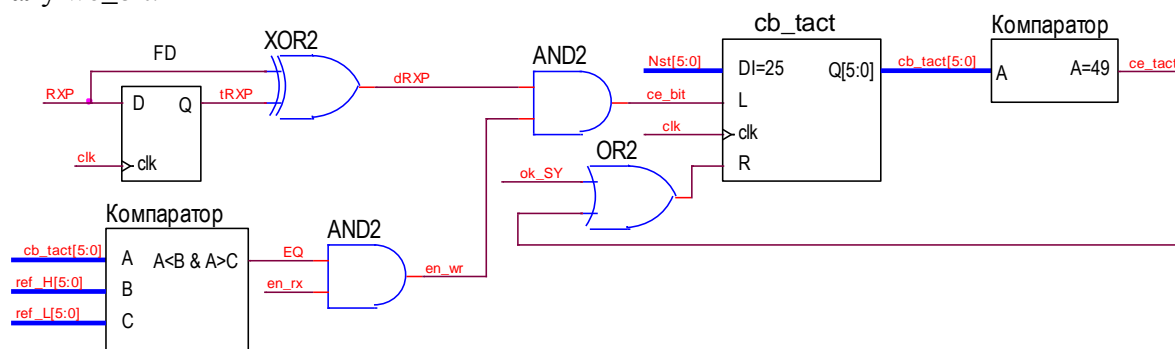 FD
XOR2
AND2
cb_tact
Компаратор
RXP
D
Q
tRXP
dRXP
clk
clk
ce_bit
Nst[5:0]
DI=25
Q[5:0]
L
clk
clk
R
cb_tact[5:0]
A
A=49
ce_tact
OR2
ok_SY
Компаратор
AND2
cb_tact[5:0]
A
A<B & A>C
EQ
ref_H[5:0]
B
en_rx
en_wr
ref_L[5:0]
C